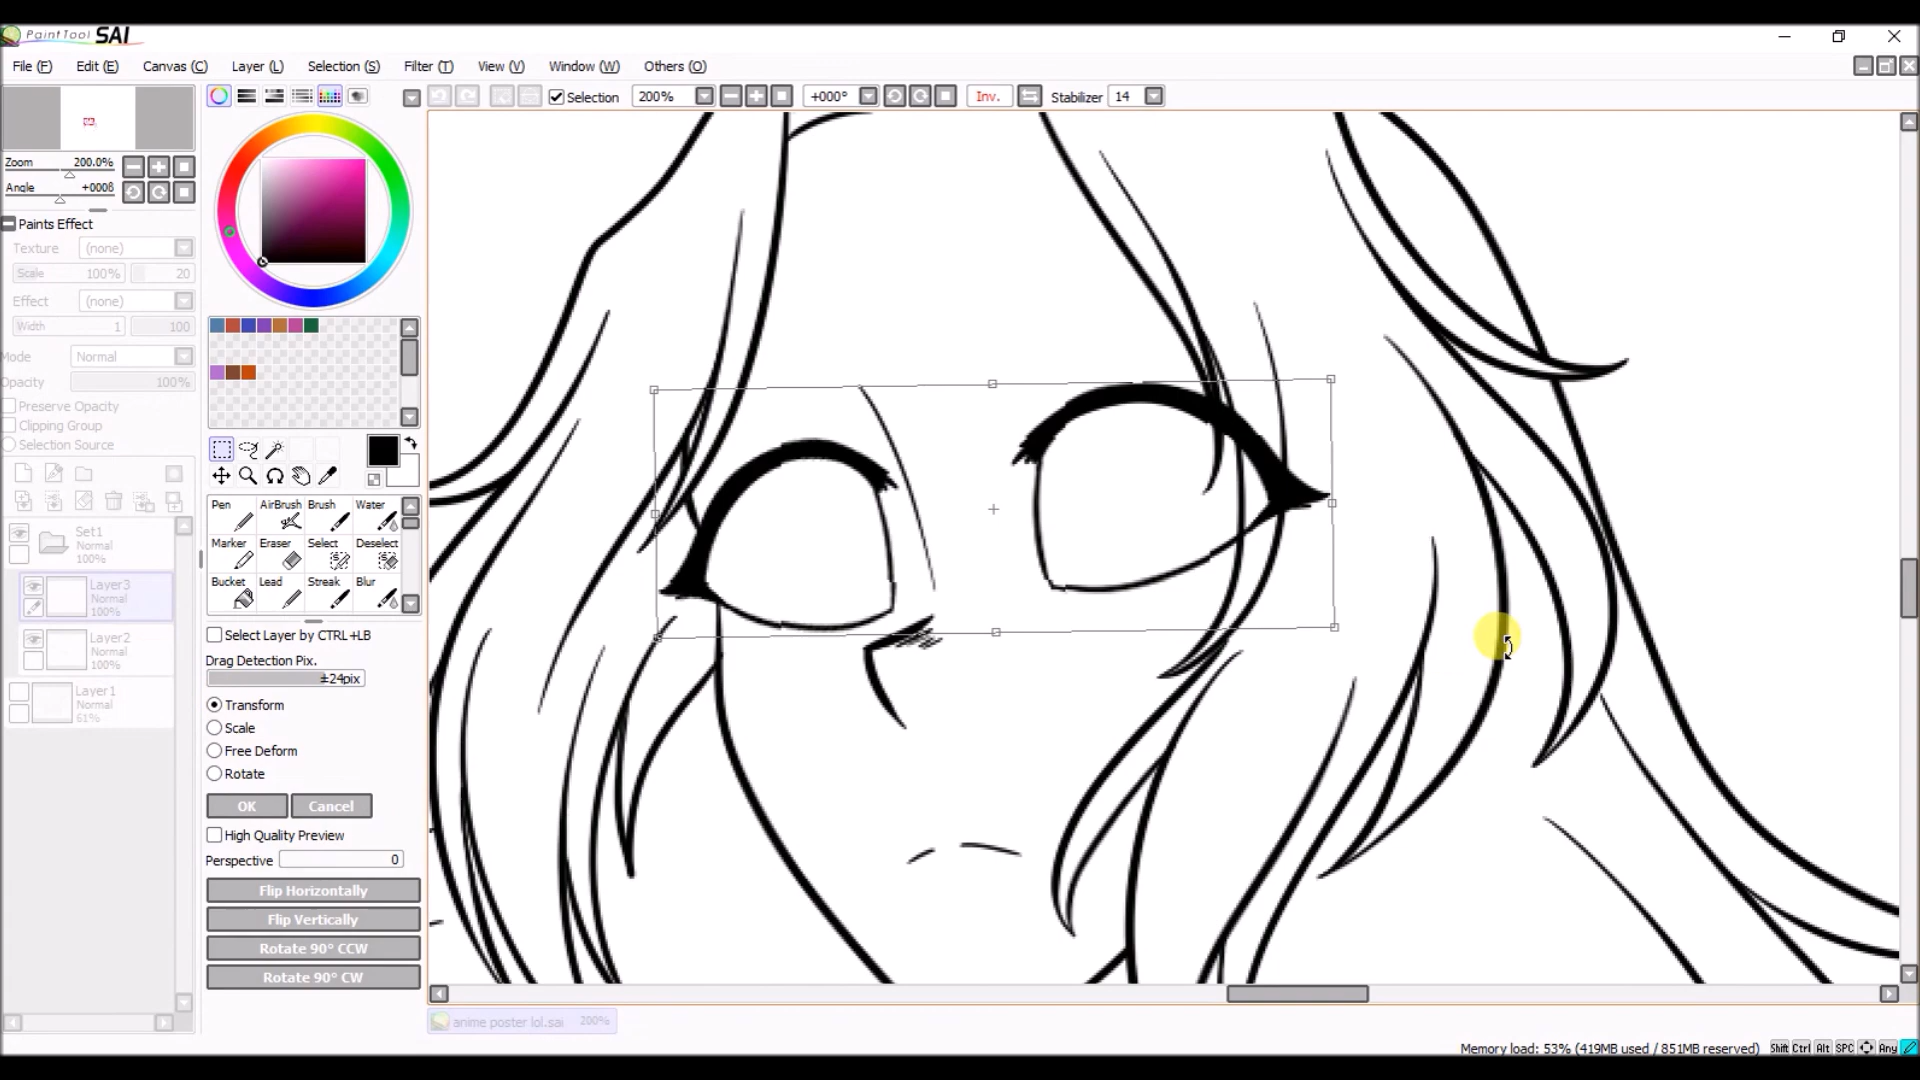 PaintTool SAI
File (F) Edit (E) Canvas (C) Layer (L) Selection (S) Filter (T) View (V) Window (W) Others (O)
Selection 200% +000° Inv. Stabilizer 14
Zoom 200.0%
Angle +000ß
Paints Effect
Texture (none)
Scale 100% 20
Effect (none)
Width 1 100
Mode Normal
Opacity 100%
Preserve Opacity
Clipping Group
Selection Source
Set1
Normal
100%
Layer3
Normal
100%
Layer2
Normal
100%
Layer1
Normal
61%
Pen AirBrush Brush Water
Marker Eraser Select Deselect
Bucket Lead Streak Blur
Select Layer by CTRL+LB
Drag Detection Pix.
±24pix
Transform
Scale
Free Deform
Rotate
OK Cancel
High Quality Preview
Perspective 0
Flip Horizontally
Flip Vertically
Rotate 90° CCW
Rotate 90° CW
anime poster lol.sai 200%
Memory load: 53% (419MB used / 851MB reserved) Shift Ctrl Alt SPC Any